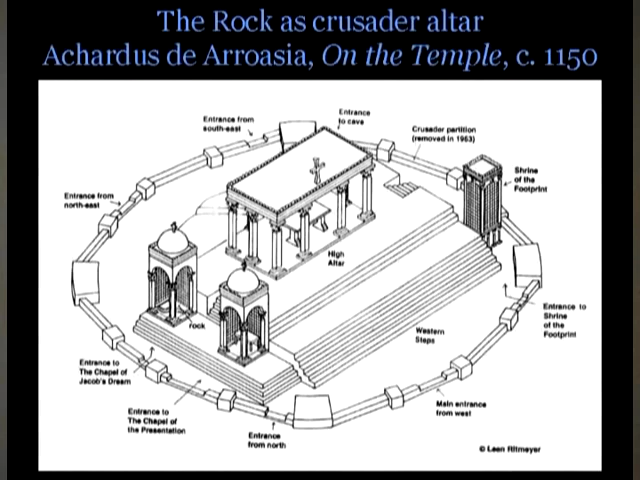 The Rock as crusader altar
Achardus de Arroasia, On the Temple, c. 1150
Entrance from
south-east
Entrance
to cave
Crusader partition
(removed in 1963)
Shrine
of the
Footprint
Entrance from
north-east
High
Altar
rock
Western
Steps
Entrance to
Shrine
of the
Footprint
Entrance to
The Chapel of
Jacob's Dream
Entrance to
The Chapel of
the Presentation
Entrance
from north
Main entrance
from west
© Leen Ritmeyer